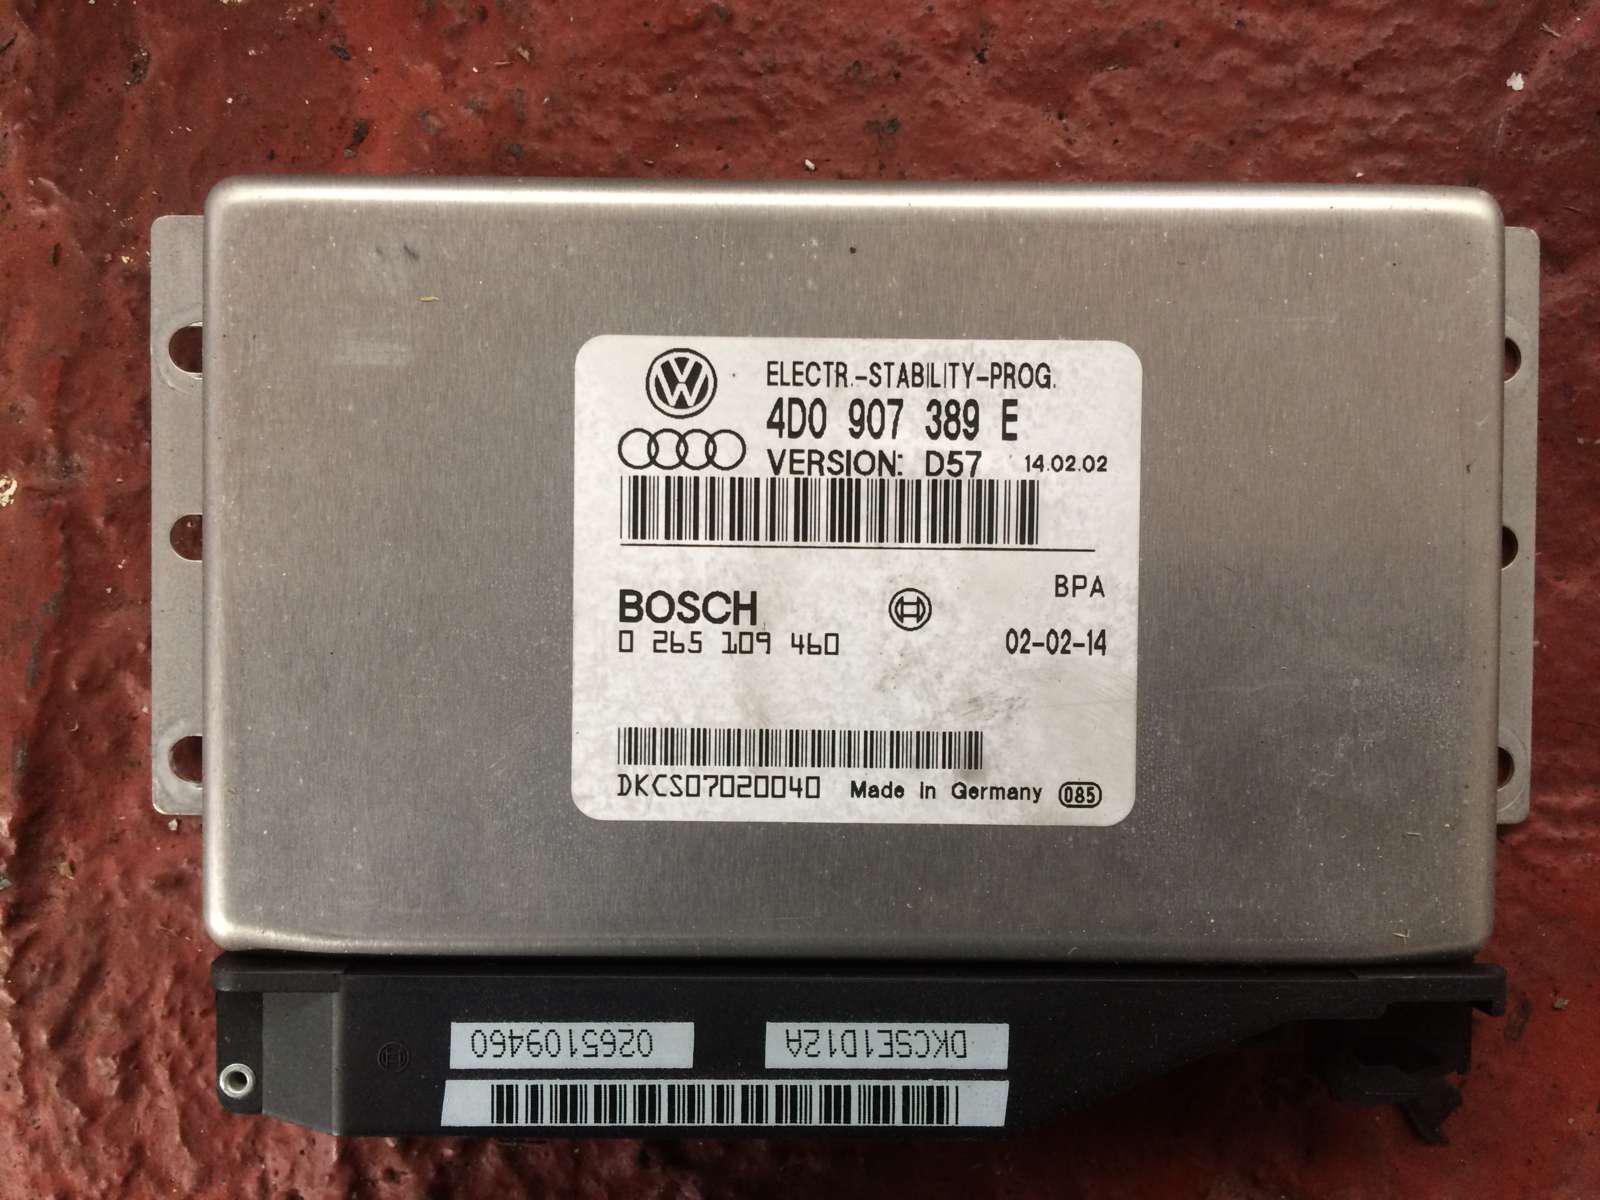 ELECTR.-STABILITY-PROG.
4D0 907 389 E
VERSION: D57 14.02.02
BPA
BOSCH
0 265 109 460 02-02-14
DKCS07020040 Made in Germany 085
DKCSE1D12A 0265109460